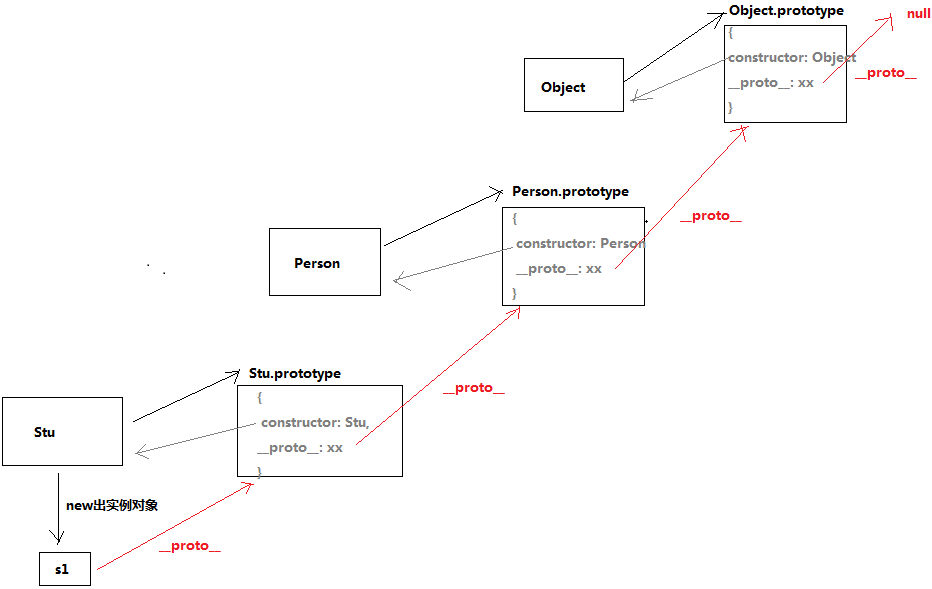 Object.prototype
null
{
constructor: Object
__proto__: xx
}
__proto__
Object
Person.prototype
{
constructor: Person
__proto__: xx
}
__proto__
Person
Stu.prototype
{
constructor: Stu,
__proto__: xx
}
__proto__
Stu
new出实例对象
__proto__
s1